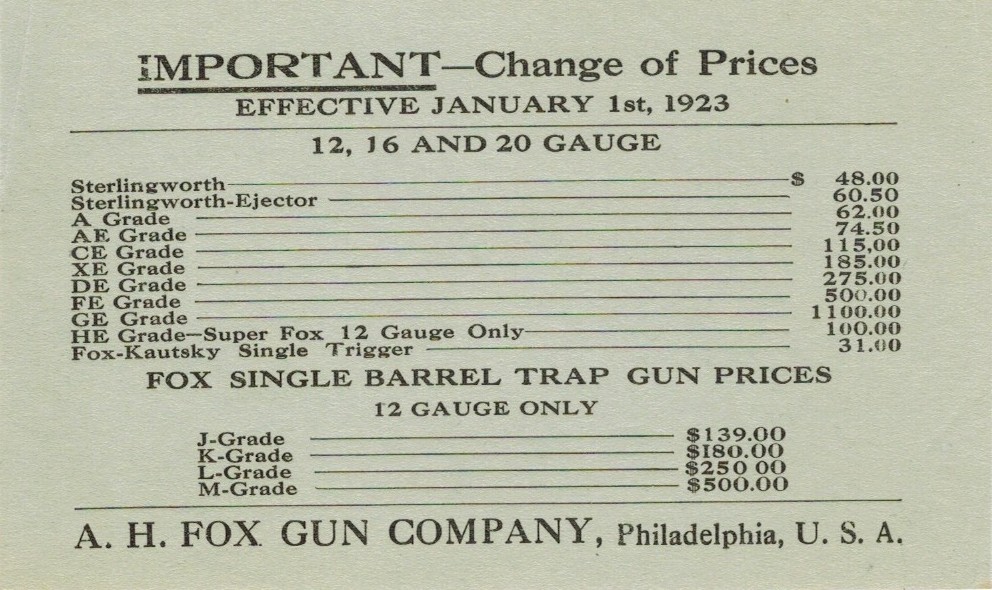 IMPORTANT—Change of Prices
EFFECTIVE JANUARY 1st, 1923
12, 16 AND 20 GAUGE
Sterlingworth $ 48.00
Sterlingworth-Ejector 60.50
A Grade 62.00
AE Grade 74.50
CE Grade 115,00
XE Grade 185.00
DE Grade 275.00
FE Grade 500.00
GE Grade 1100.00
HE Grade—Super Fox 12 Gauge Only 100.00
Fox-Kautsky Single Trigger 31.00
FOX SINGLE BARREL TRAP GUN PRICES
12 GAUGE ONLY
J-Grade $139.00
K-Grade $180.00
L-Grade $250 00
M-Grade $500.00
A. H. FOX GUN COMPANY, Philadelphia, U. S. A.